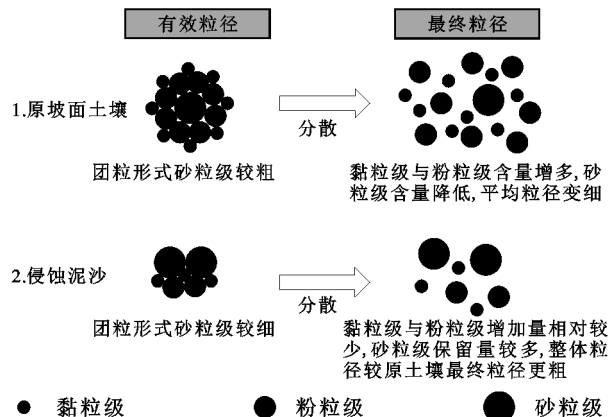 有效粒径
最终粒径
1.原坡面土壤
分散
团粒形式砂粒级较粗
黏粒级与粉粒级含量增多,砂
粒级含量降低,平均粒径变细
2.侵蚀泥沙
分散
团粒形式砂粒级较细
黏粒级与粉粒级增加量相对较
少,砂粒级保留量较多,整体粒
径较原土壤最终粒径更粗
黏粒级
粉粒级
砂粒级